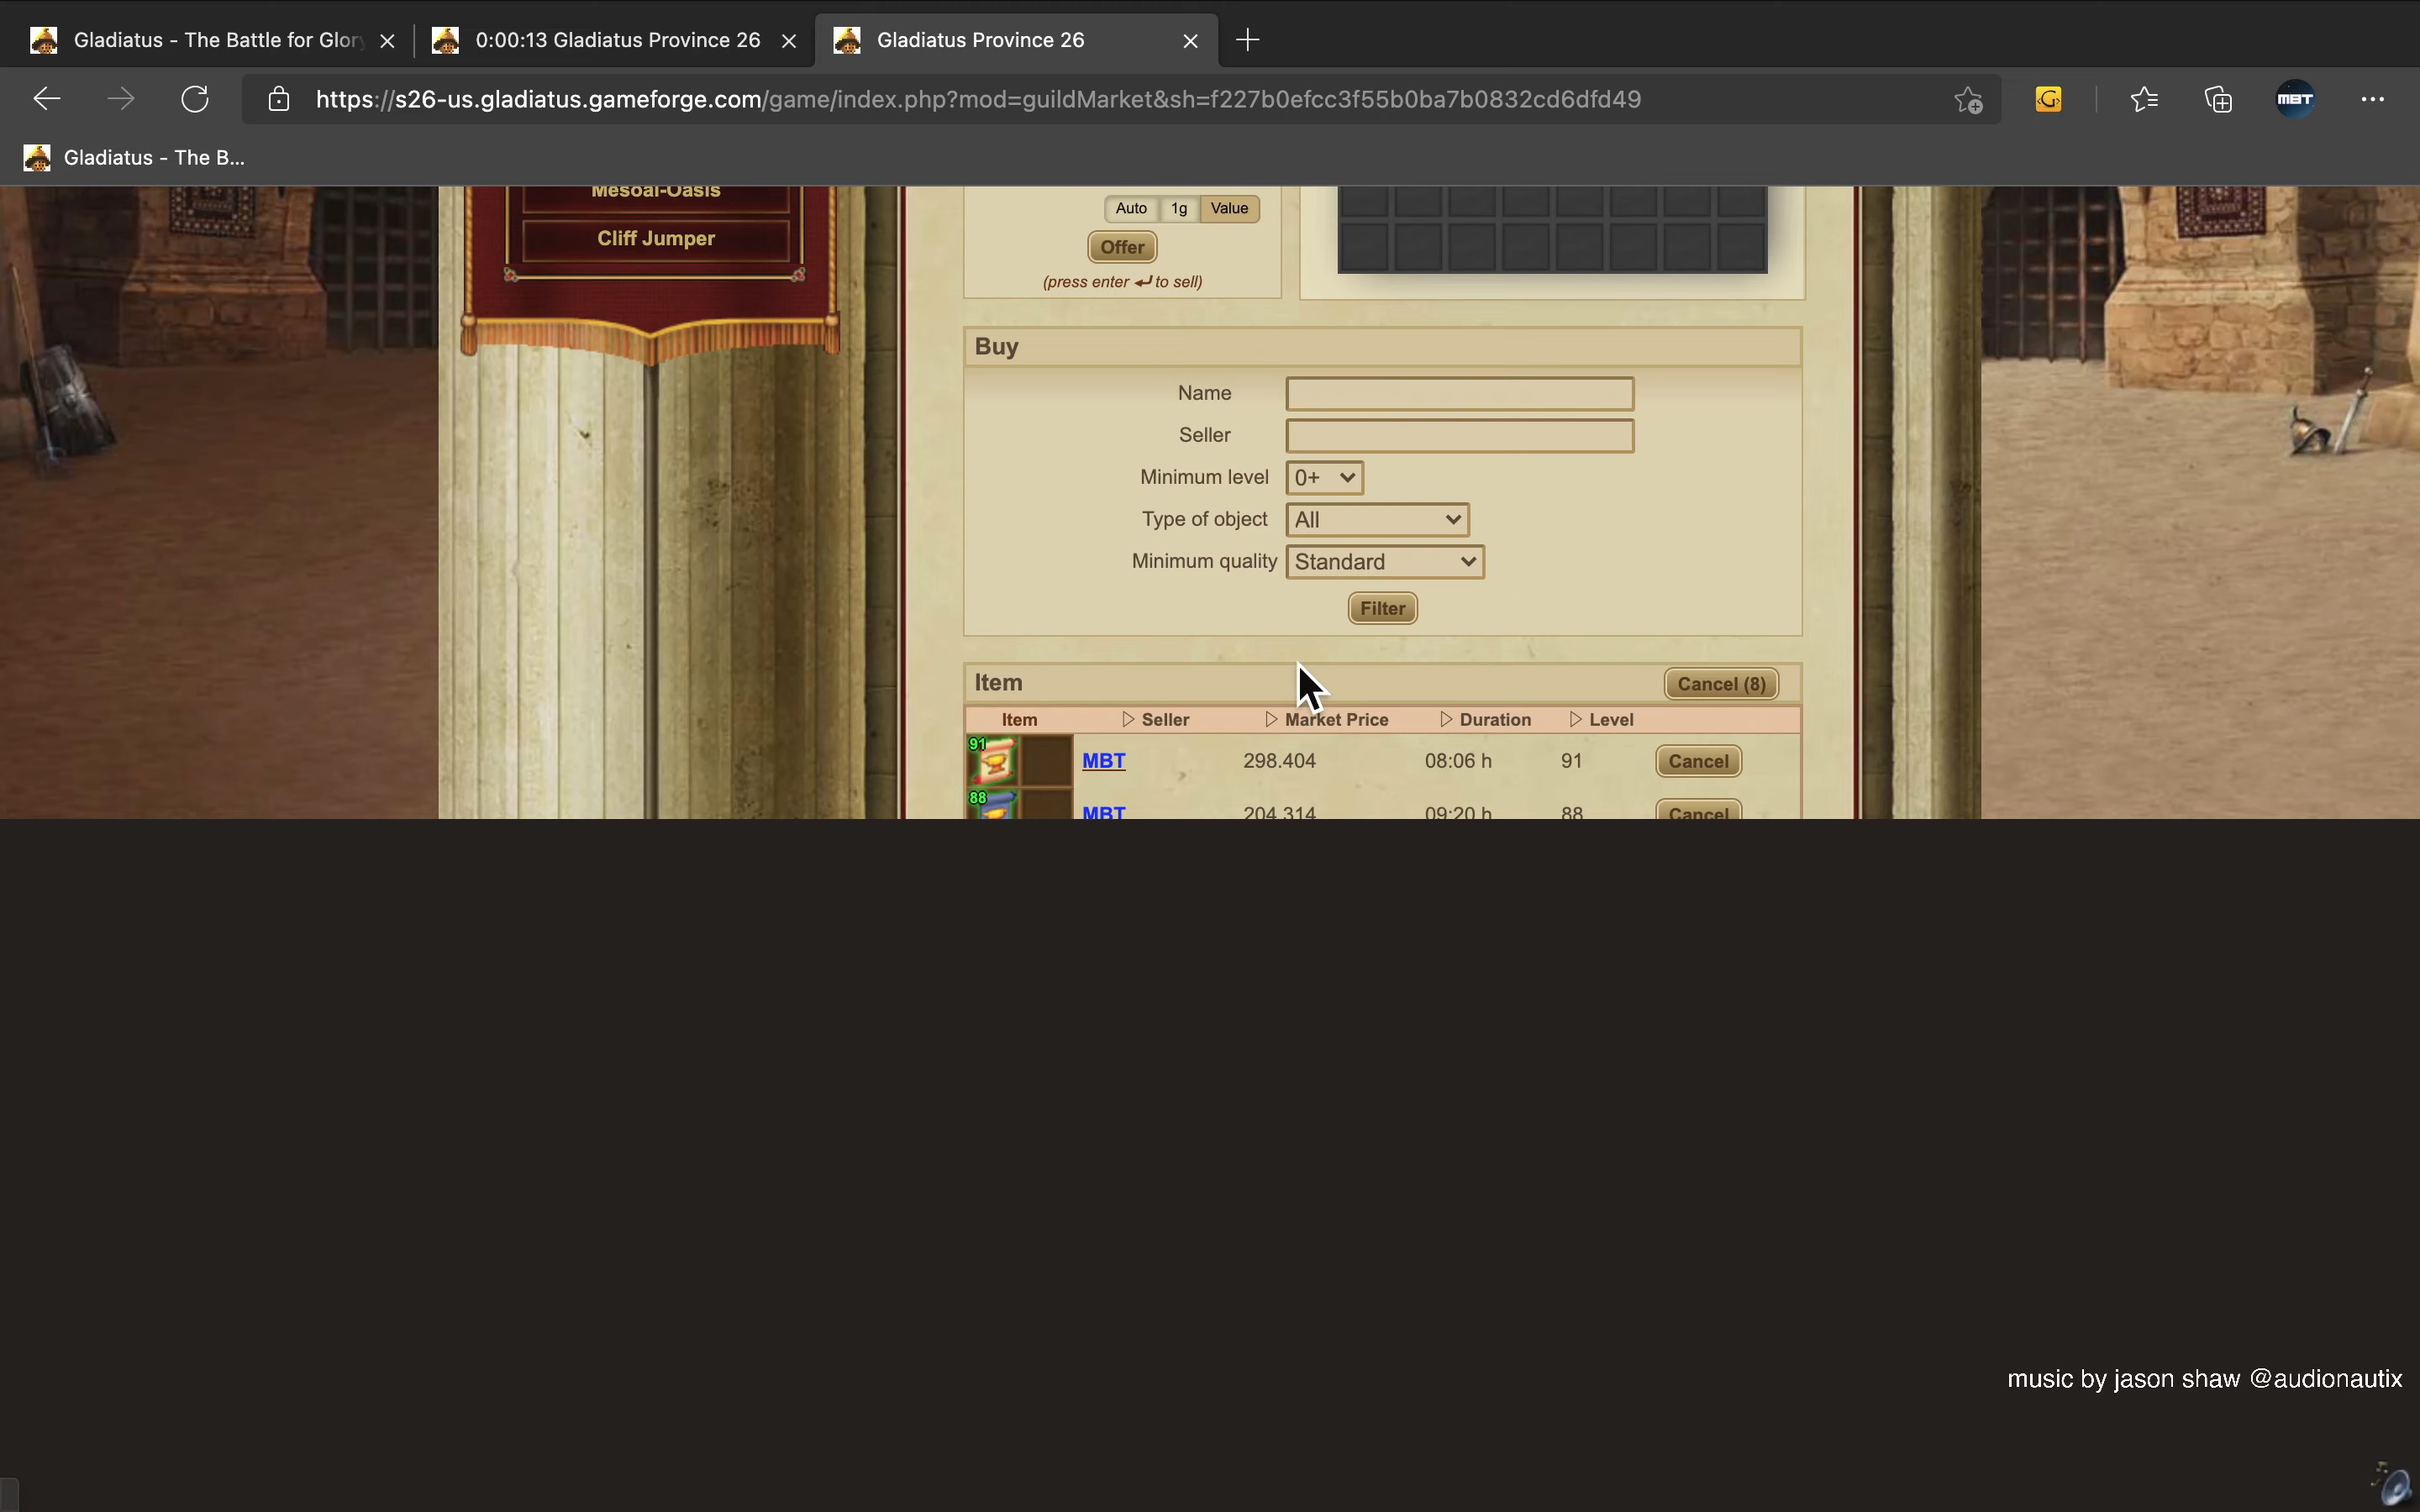 Gladiatus - The Battle for Glory
0:00:13 Gladiatus Province 26
Gladiatus Province 26
https://s26-us.gladiatus.gameforge.com/game/index.php?mod=guildMarket&sh=f227b0efcc3f55b0ba7b0832cd6dfd49
MBT
Gladiatus - The B...
Mesoai-Oasis
Cliff Jumper
Auto 1g Value
Offer
(press enter ↵ to sell)
Buy
Name
Seller
Minimum level 0+
Type of object All
Minimum quality Standard
Filter
Item Cancel (8)
Item Seller Market Price Duration Level
91 MBT 298.404 08:06 h 91 Cancel
88 MBT 204.314 09:20 h 88 Cancel
music by jason shaw @audionautix